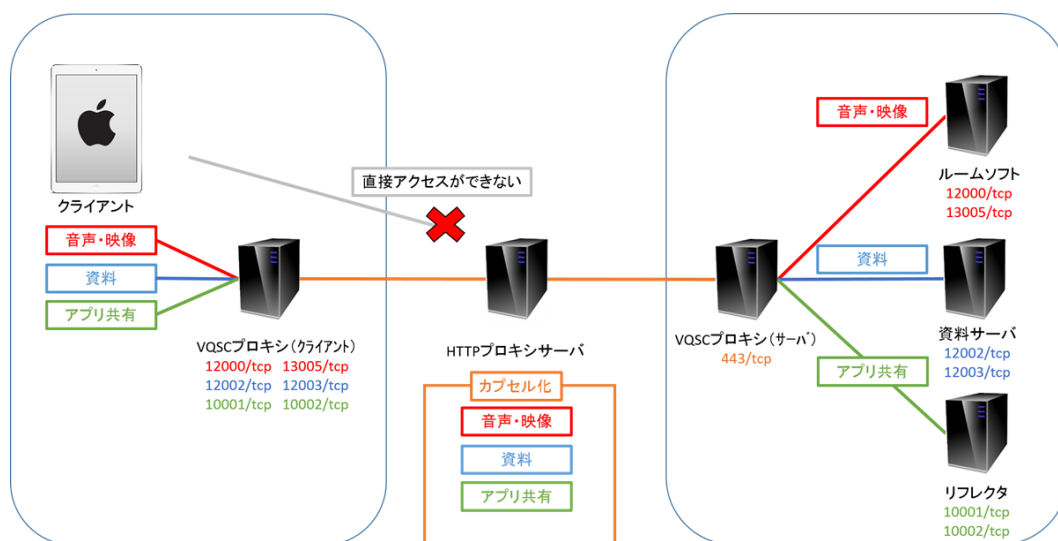 直接アクセスができない
クライアント
音声・映像
資料
アプリ共有
VQSCプロキシ(クライアント)
12000/tcp 13005/tcp
12002/tcp 12003/tcp
10001/tcp 10002/tcp
HTTPプロキシサーバ
カプセル化
音声・映像
資料
アプリ共有
VQSCプロキシ(サーバ)
443/tcp
音声・映像
資料
アプリ共有
ルームソフト
12000/tcp
13005/tcp
資料サーバ
12002/tcp
12003/tcp
リフレクタ
10001/tcp
10002/tcp